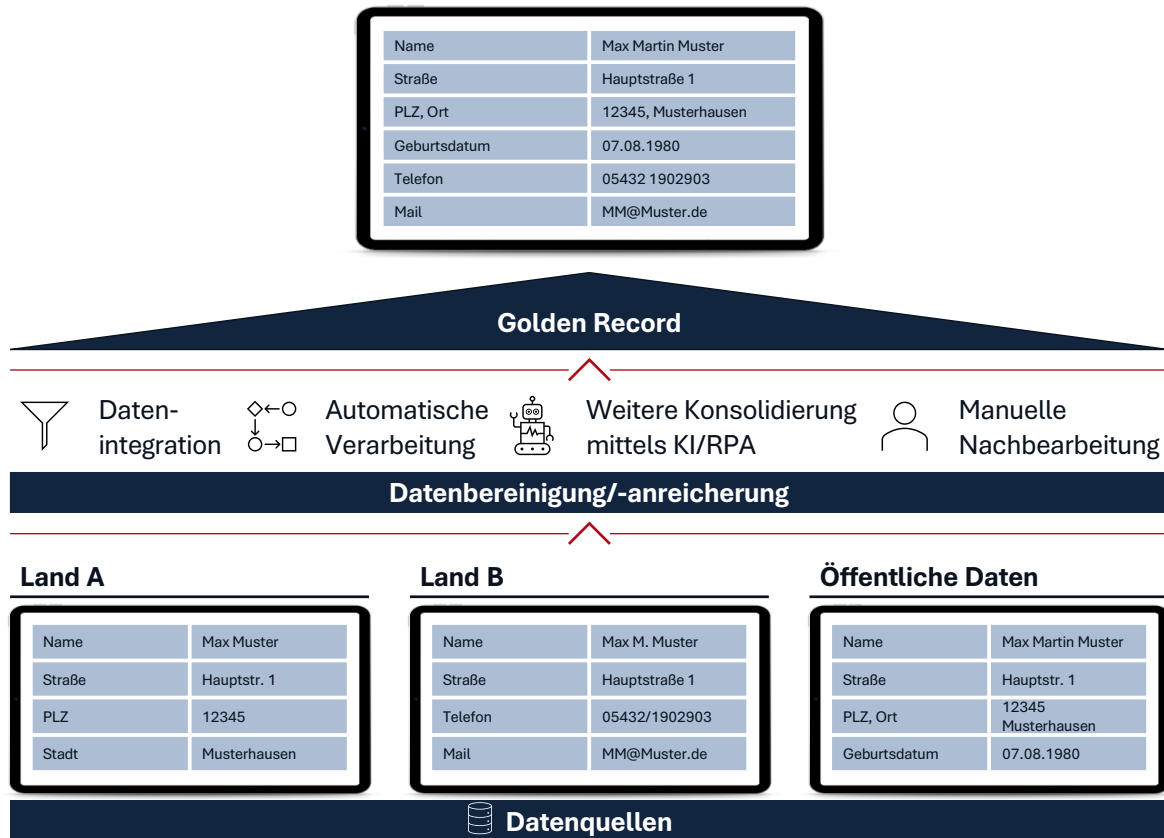 Name Max Martin Muster
Straße Hauptstraße 1
PLZ, Ort 12345, Musterhausen
Geburtsdatum 07.08.1980
Telefon 05432 1902903
Mail MM@Muster.de
Golden Record
Daten-
integration
Automatische
Verarbeitung
Weitere Konsolidierung
mittels KI/RPA
Manuelle
Nachbearbeitung
Datenbereinigung/-anreicherung
Land A
Name Max Muster
Straße Hauptstr. 1
PLZ 12345
Stadt Musterhausen
Land B
Name Max M. Muster
Straße Hauptstraße 1
Telefon 05432/1902903
Mail MM@Muster.de
Öffentliche Daten
Name Max Martin Muster
Straße Hauptstr. 1
PLZ, Ort 12345
Musterhausen
Geburtsdatum 07.08.1980
Datenquellen